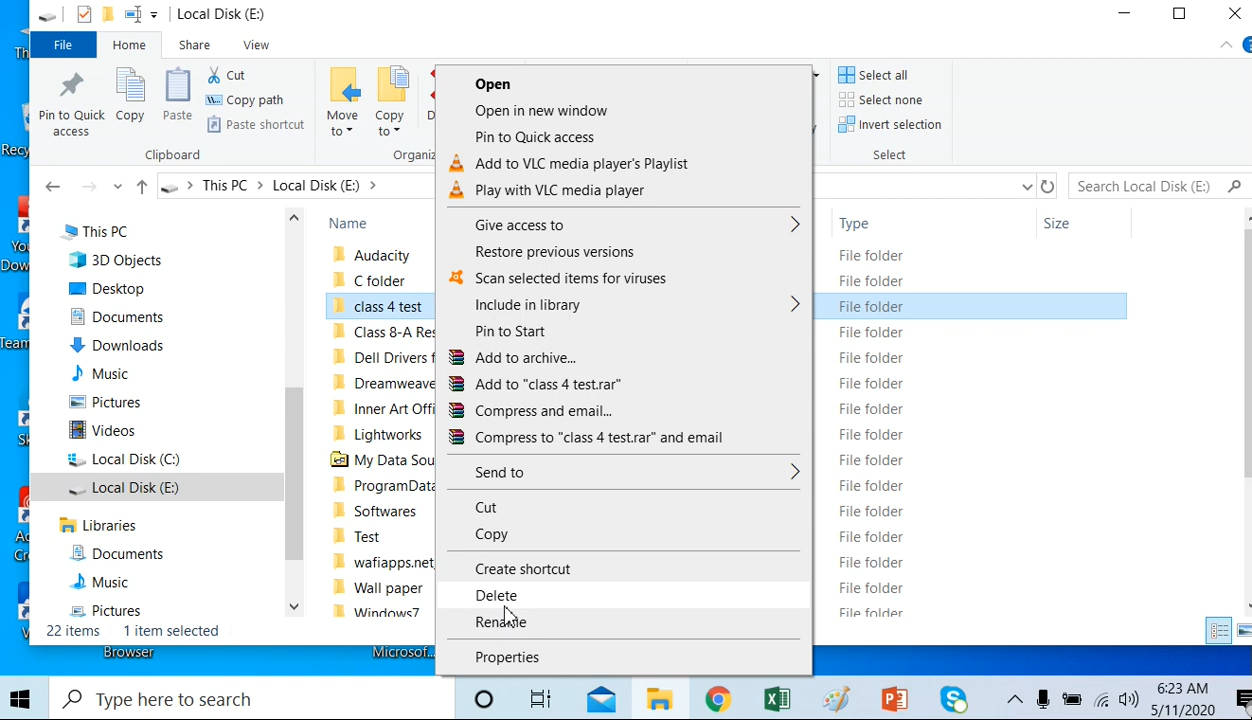 Local Disk (E:)
File Home Share View
Pin to Quick access
Copy
Paste
Cut
Copy path
Paste shortcut
Clipboard
Move to
Copy to
Organiz
Select all
Select none
Invert selection
Select
This PC Local Disk (E:)
Search Local Disk (E:)
This PC
3D Objects
Desktop
Documents
Downloads
Music
Pictures
Videos
Local Disk (C:)
Local Disk (E:)
Libraries
Documents
Music
Pictures
Name Type Size
Audacity File folder
C folder File folder
class 4 test File folder
Class 8-A Res File folder
Dell Drivers f File folder
Dreamweave File folder
Inner Art Offi File folder
Lightworks File folder
My Data Sou File folder
ProgramData File folder
Softwares File folder
Test File folder
wafiapps.net File folder
Wall paper File folder
Windows7 File folder
Open
Open in new window
Pin to Quick access
Add to VLC media player's Playlist
Play with VLC media player
Give access to
Restore previous versions
Scan selected items for viruses
Include in library
Pin to Start
Add to archive...
Add to "class 4 test.rar"
Compress and email...
Compress to "class 4 test.rar" and email
Send to
Cut
Copy
Create shortcut
Delete
Rename
Properties
22 items 1 item selected
Browser
Microsof...
Type here to search
6:23 AM
5/11/2020